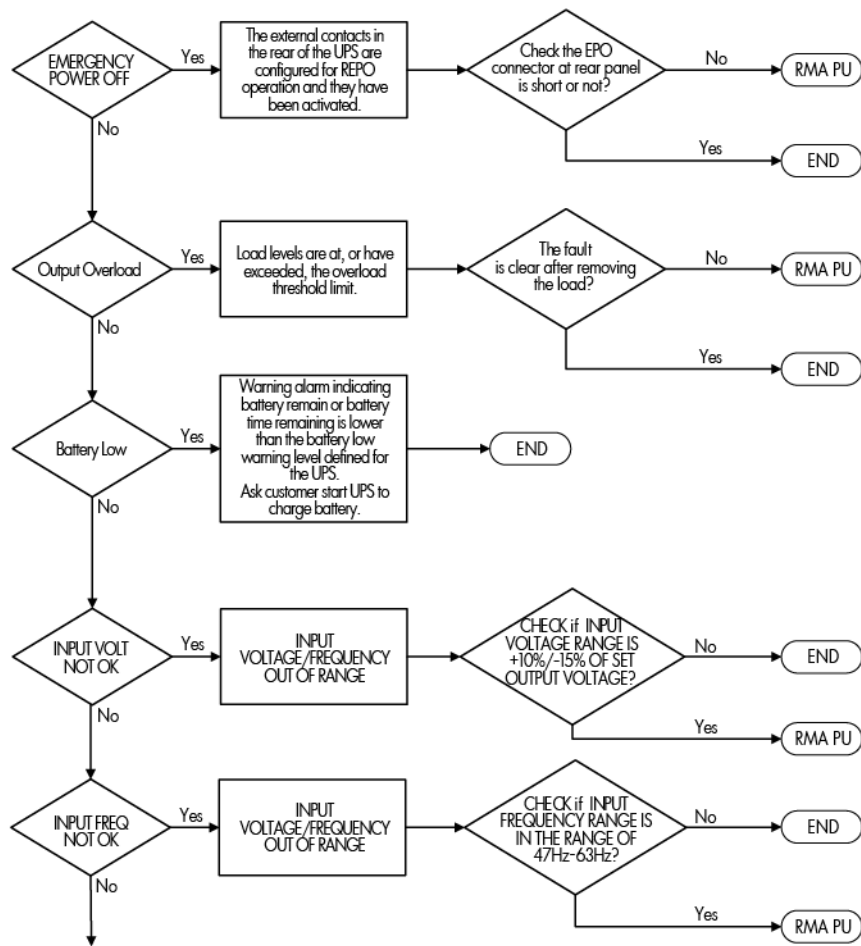 EMERGENCY
POWER OFF
Yes
The external contacts in
the rear of the UPS are
configured for REPO
operation and they have
been activated.
Check the EPO
connector at rear panel
is short or not?
No
RMA PU
Yes
END
No
Output Overload
Yes
Load levels are at, or have
exceeded, the overload
threshold limit.
The fault
is clear after removing
the load?
No
RMA PU
Yes
END
No
Battery Low
Yes
Warning alarm indicating
battery remain or battery
time remaining is lower
than the battery low
warning level defined for
the UPS.
Ask customer start UPS to
charge battery.
END
No
INPUT VOLT
NOT OK
Yes
INPUT
VOLTAGE/FREQUENCY
OUT OF RANGE
CHECK if INPUT
VOLTAGE RANGE IS
+10%/-15% OF SET
OUTPUT VOLTAGE?
No
END
Yes
RMA PU
No
INPUT FREQ
NOT OK
Yes
INPUT
VOLTAGE/FREQUENCY
OUT OF RANGE
CHECK if INPUT
FREQUENCY RANGE IS
IN THE RANGE OF
47Hz-63Hz?
No
END
Yes
RMA PU
No